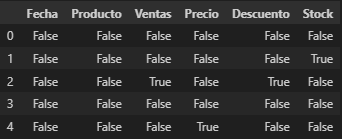 Fecha Producto Ventas Precio Descuento Stock
0 False False False False False False
1 False False False False False True
2 False False True False True False
3 False False False False False False
4 False False False True False False